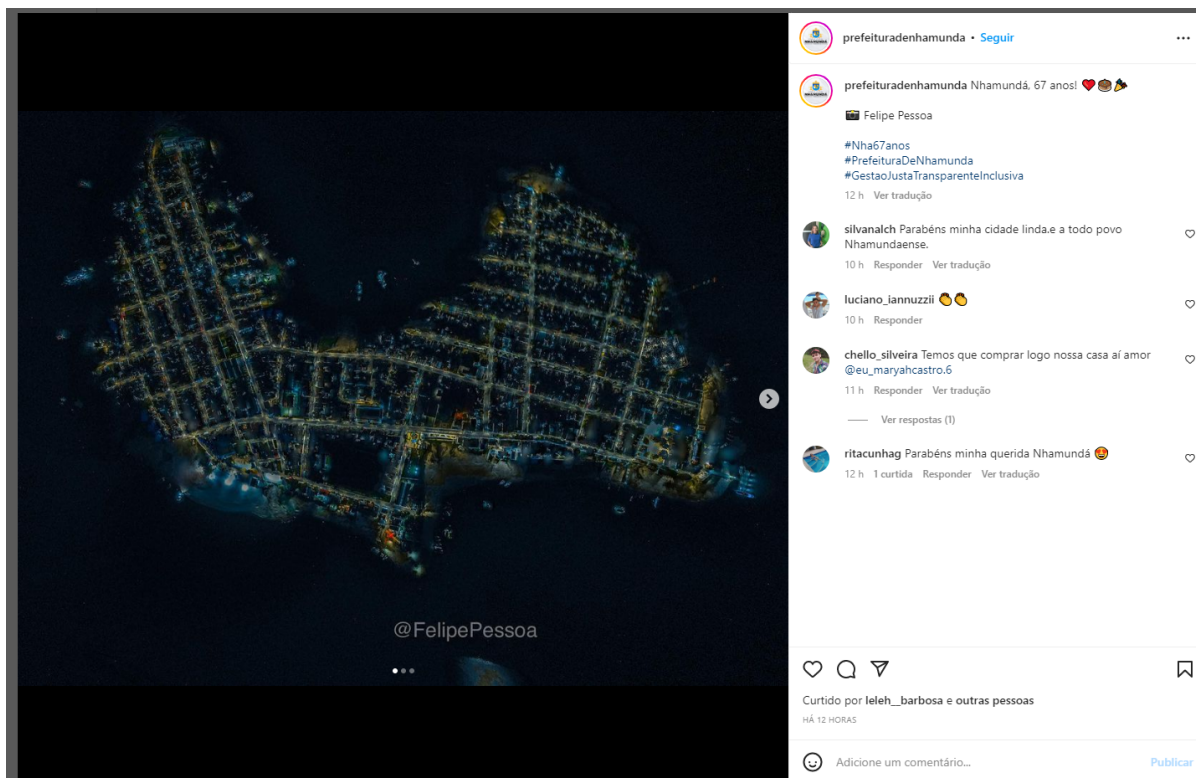 @FelipePessoa
prefeituradenhamunda • Seguir
prefeituradenhamunda Nhamundá, 67 anos! ❤️🎂🎉
📷 Felipe Pessoa
#Nha67anos
#PrefeituraDeNhamunda
#GestaoJustaTransparenteInclusiva
12 h Ver tradução
silvanalch Parabéns minha cidade linda.e a todo povo
Nhamundaense.
10 h Responder Ver tradução
luciano_iannuzzii 👏👏
10 h Responder
chello_silveira Temos que comprar logo nossa casa aí amor
@eu_maryahcastro.6
11 h Responder Ver tradução
Ver respostas (1)
ritacunhag Parabéns minha querida Nhamundá 🤩
12 h 1 curtida Responder Ver tradução
Curtido por leleh__barbosa e outras pessoas
HÁ 12 HORAS
Adicione um comentário... Publicar